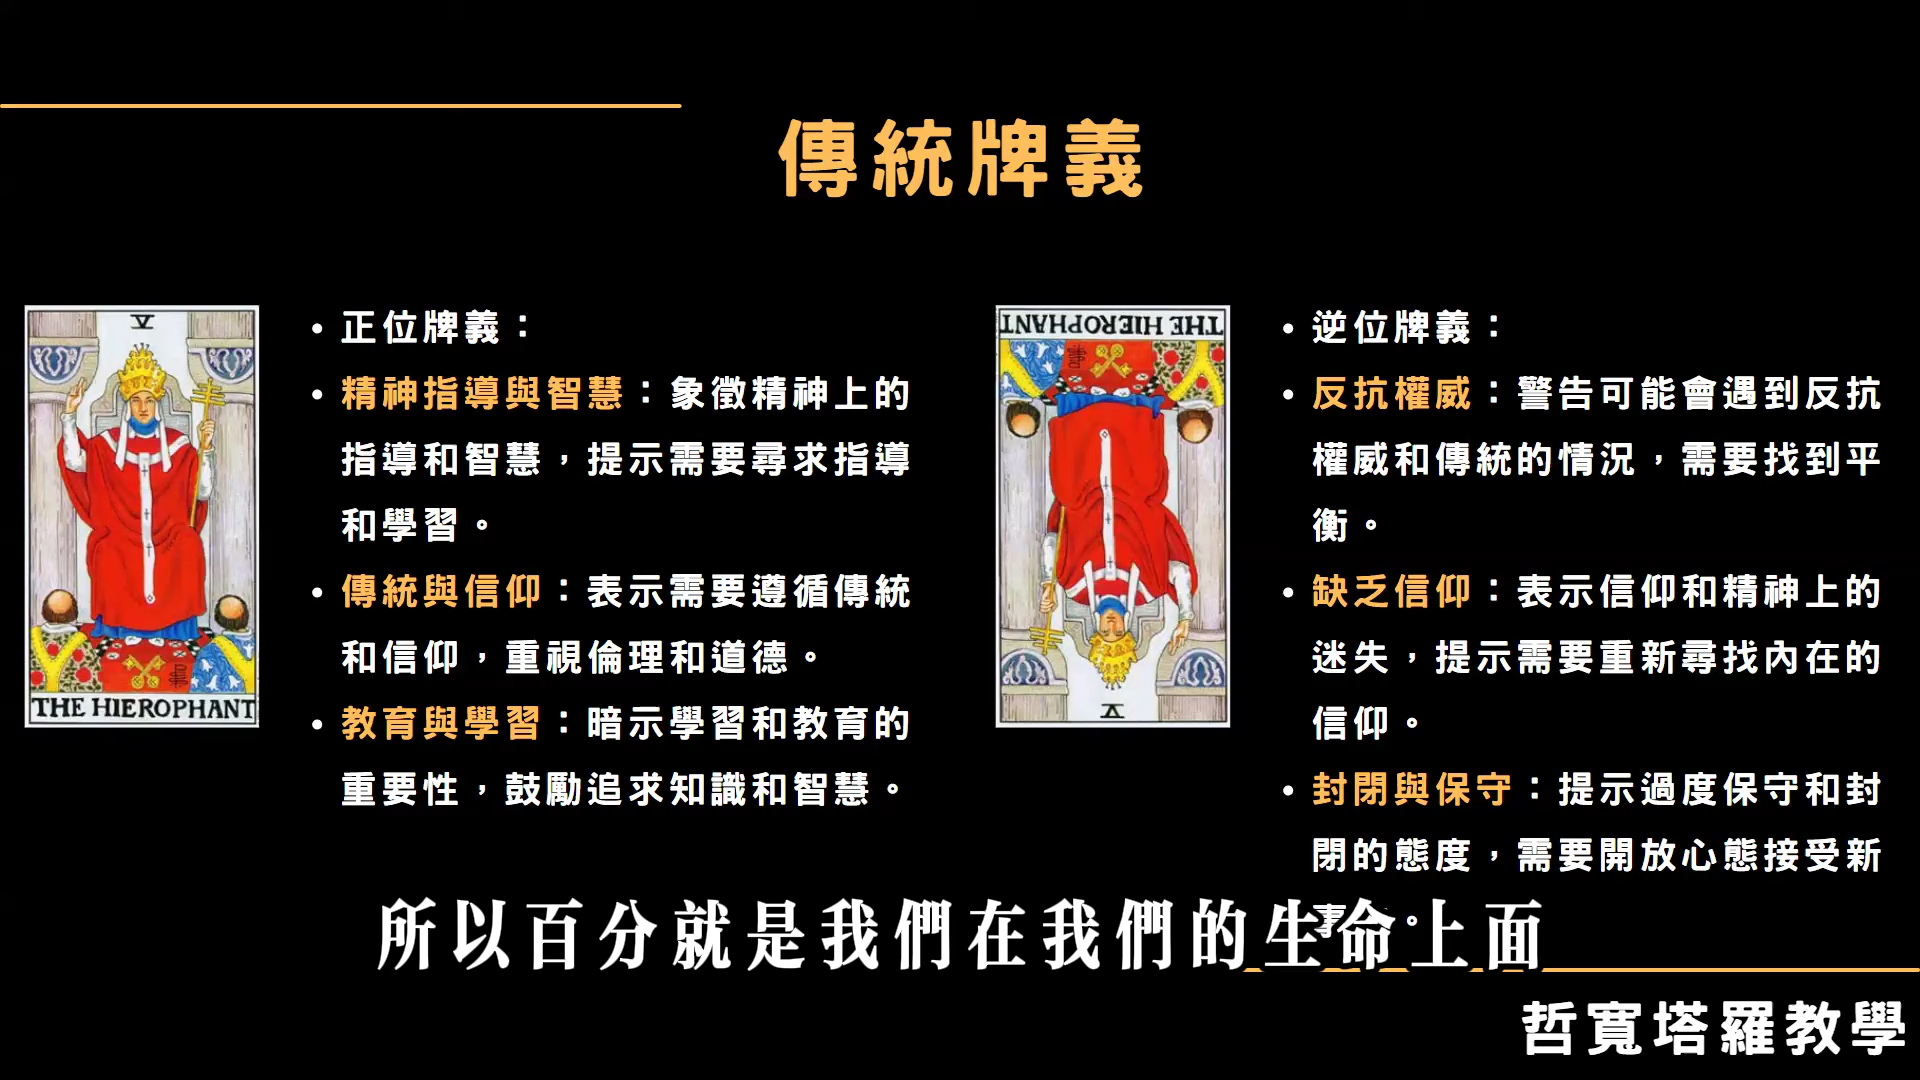 傳統牌義
V
THE HIEROPHANT
正位牌義：
精神指導與智慧：象徵精神上的
指導和智慧，提示需要尋求指導
和學習。
傳統與信仰：表示需要遵循傳統
和信仰，重視倫理和道德。
教育與學習：暗示學習和教育的
重要性，鼓勵追求知識和智慧。
THE HIEROPHANT
V
逆位牌義：
反抗權威：警告可能會遇到反抗
權威和傳統的情況，需要找到平
衡。
缺乏信仰：表示信仰和精神上的
迷失，提示需要重新尋找內在的
信仰。
封閉與保守：提示過度保守和封
閉的態度，需要開放心態接受新
事。
所以百分就是我們在我們的生命上面
哲寬塔羅教學